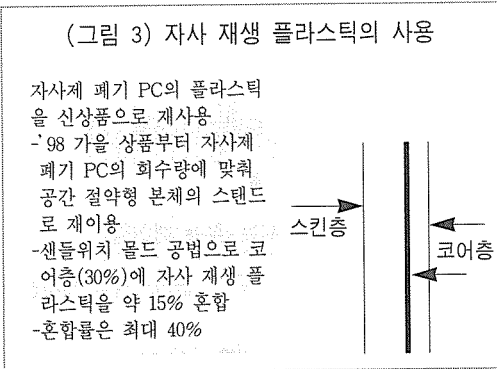 (그림 3) 자사 재생 플라스틱의 사용
자사제 폐기 PC의 플라스틱
을 신상품으로 재사용
-'98 가을 상품부터 자사제
폐기 PC의 회수량에 맞춰
공간 절약형 본체의 스탠드
로 재이용
-샌들위치 몰드 공법으로 코
어층(30%)에 자사 재생 플
라스틱을 약 15% 혼합
-혼합률은 최대 40%
스킨층
코어층